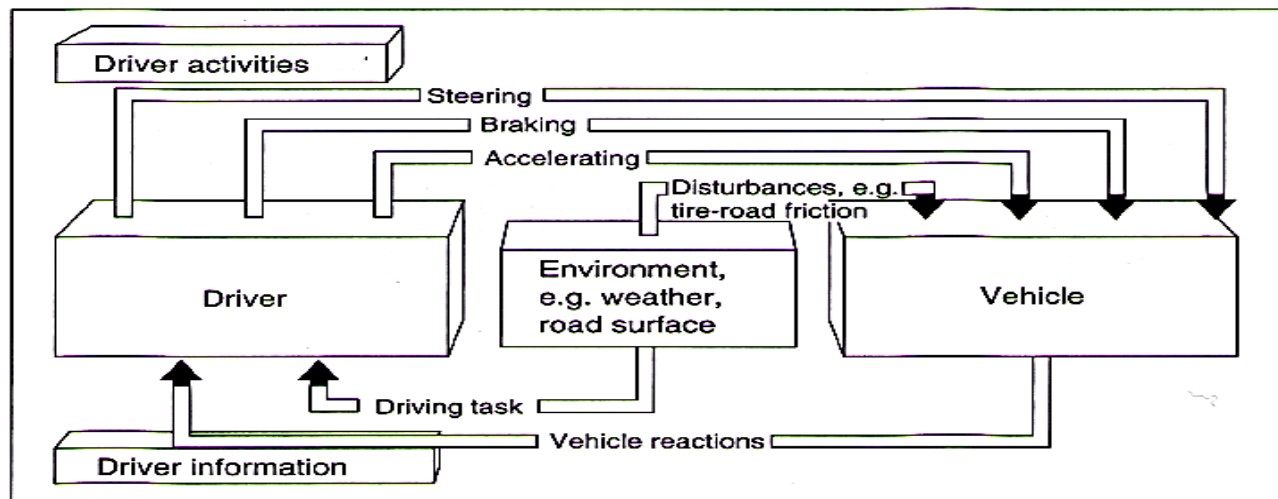 Driver activities
Steering
Braking
Accelerating
Disturbances, e.g.
tire-road friction
Driver
Environment,
e.g. weather,
road surface
Vehicle
Driving task
Vehicle reactions
Driver information